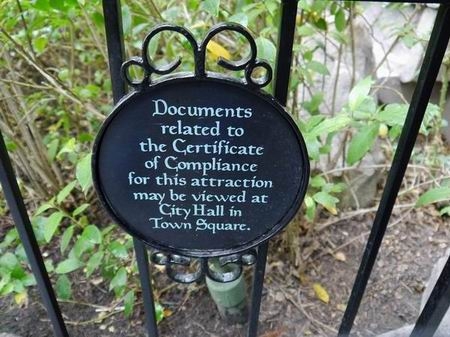 Documents
related to
the Certificate
of Compliance
for this attraction
may be viewed at
City Hall in
Town Square.